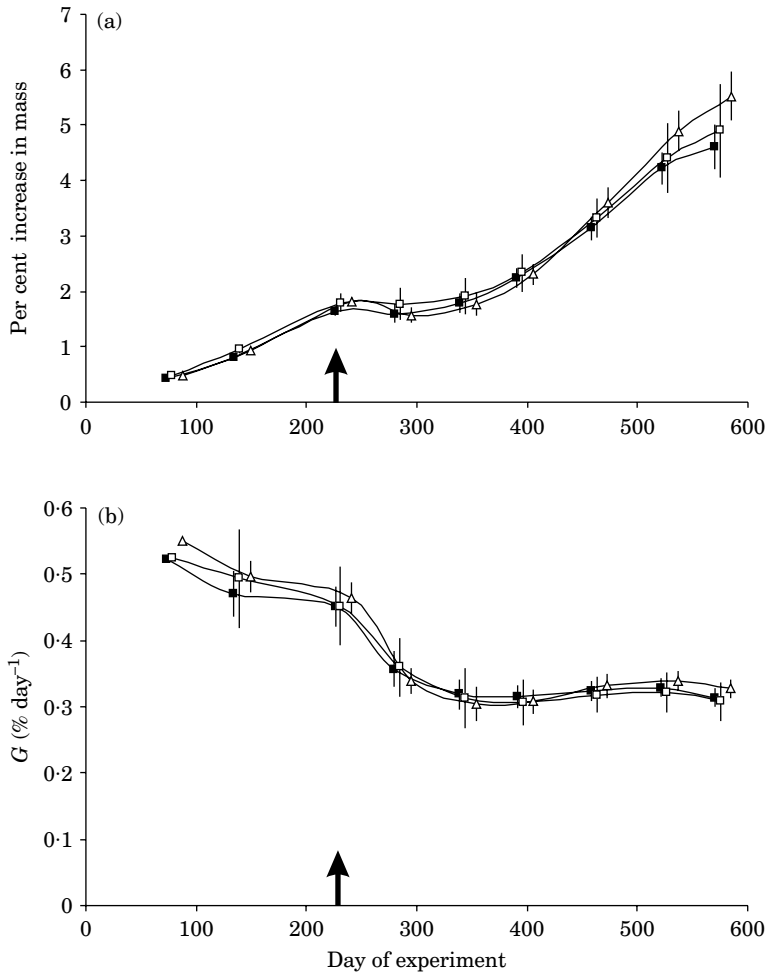 7
(a)
6
5
4
3
2
1
0
Per cent increase in mass
0 100 200 300 400 500 600
0·6
(b)
0·5
0·4
0·3
0·2
0·1
0
G (% day⁻¹)
0 100 200 300 400 500 600
Day of experiment